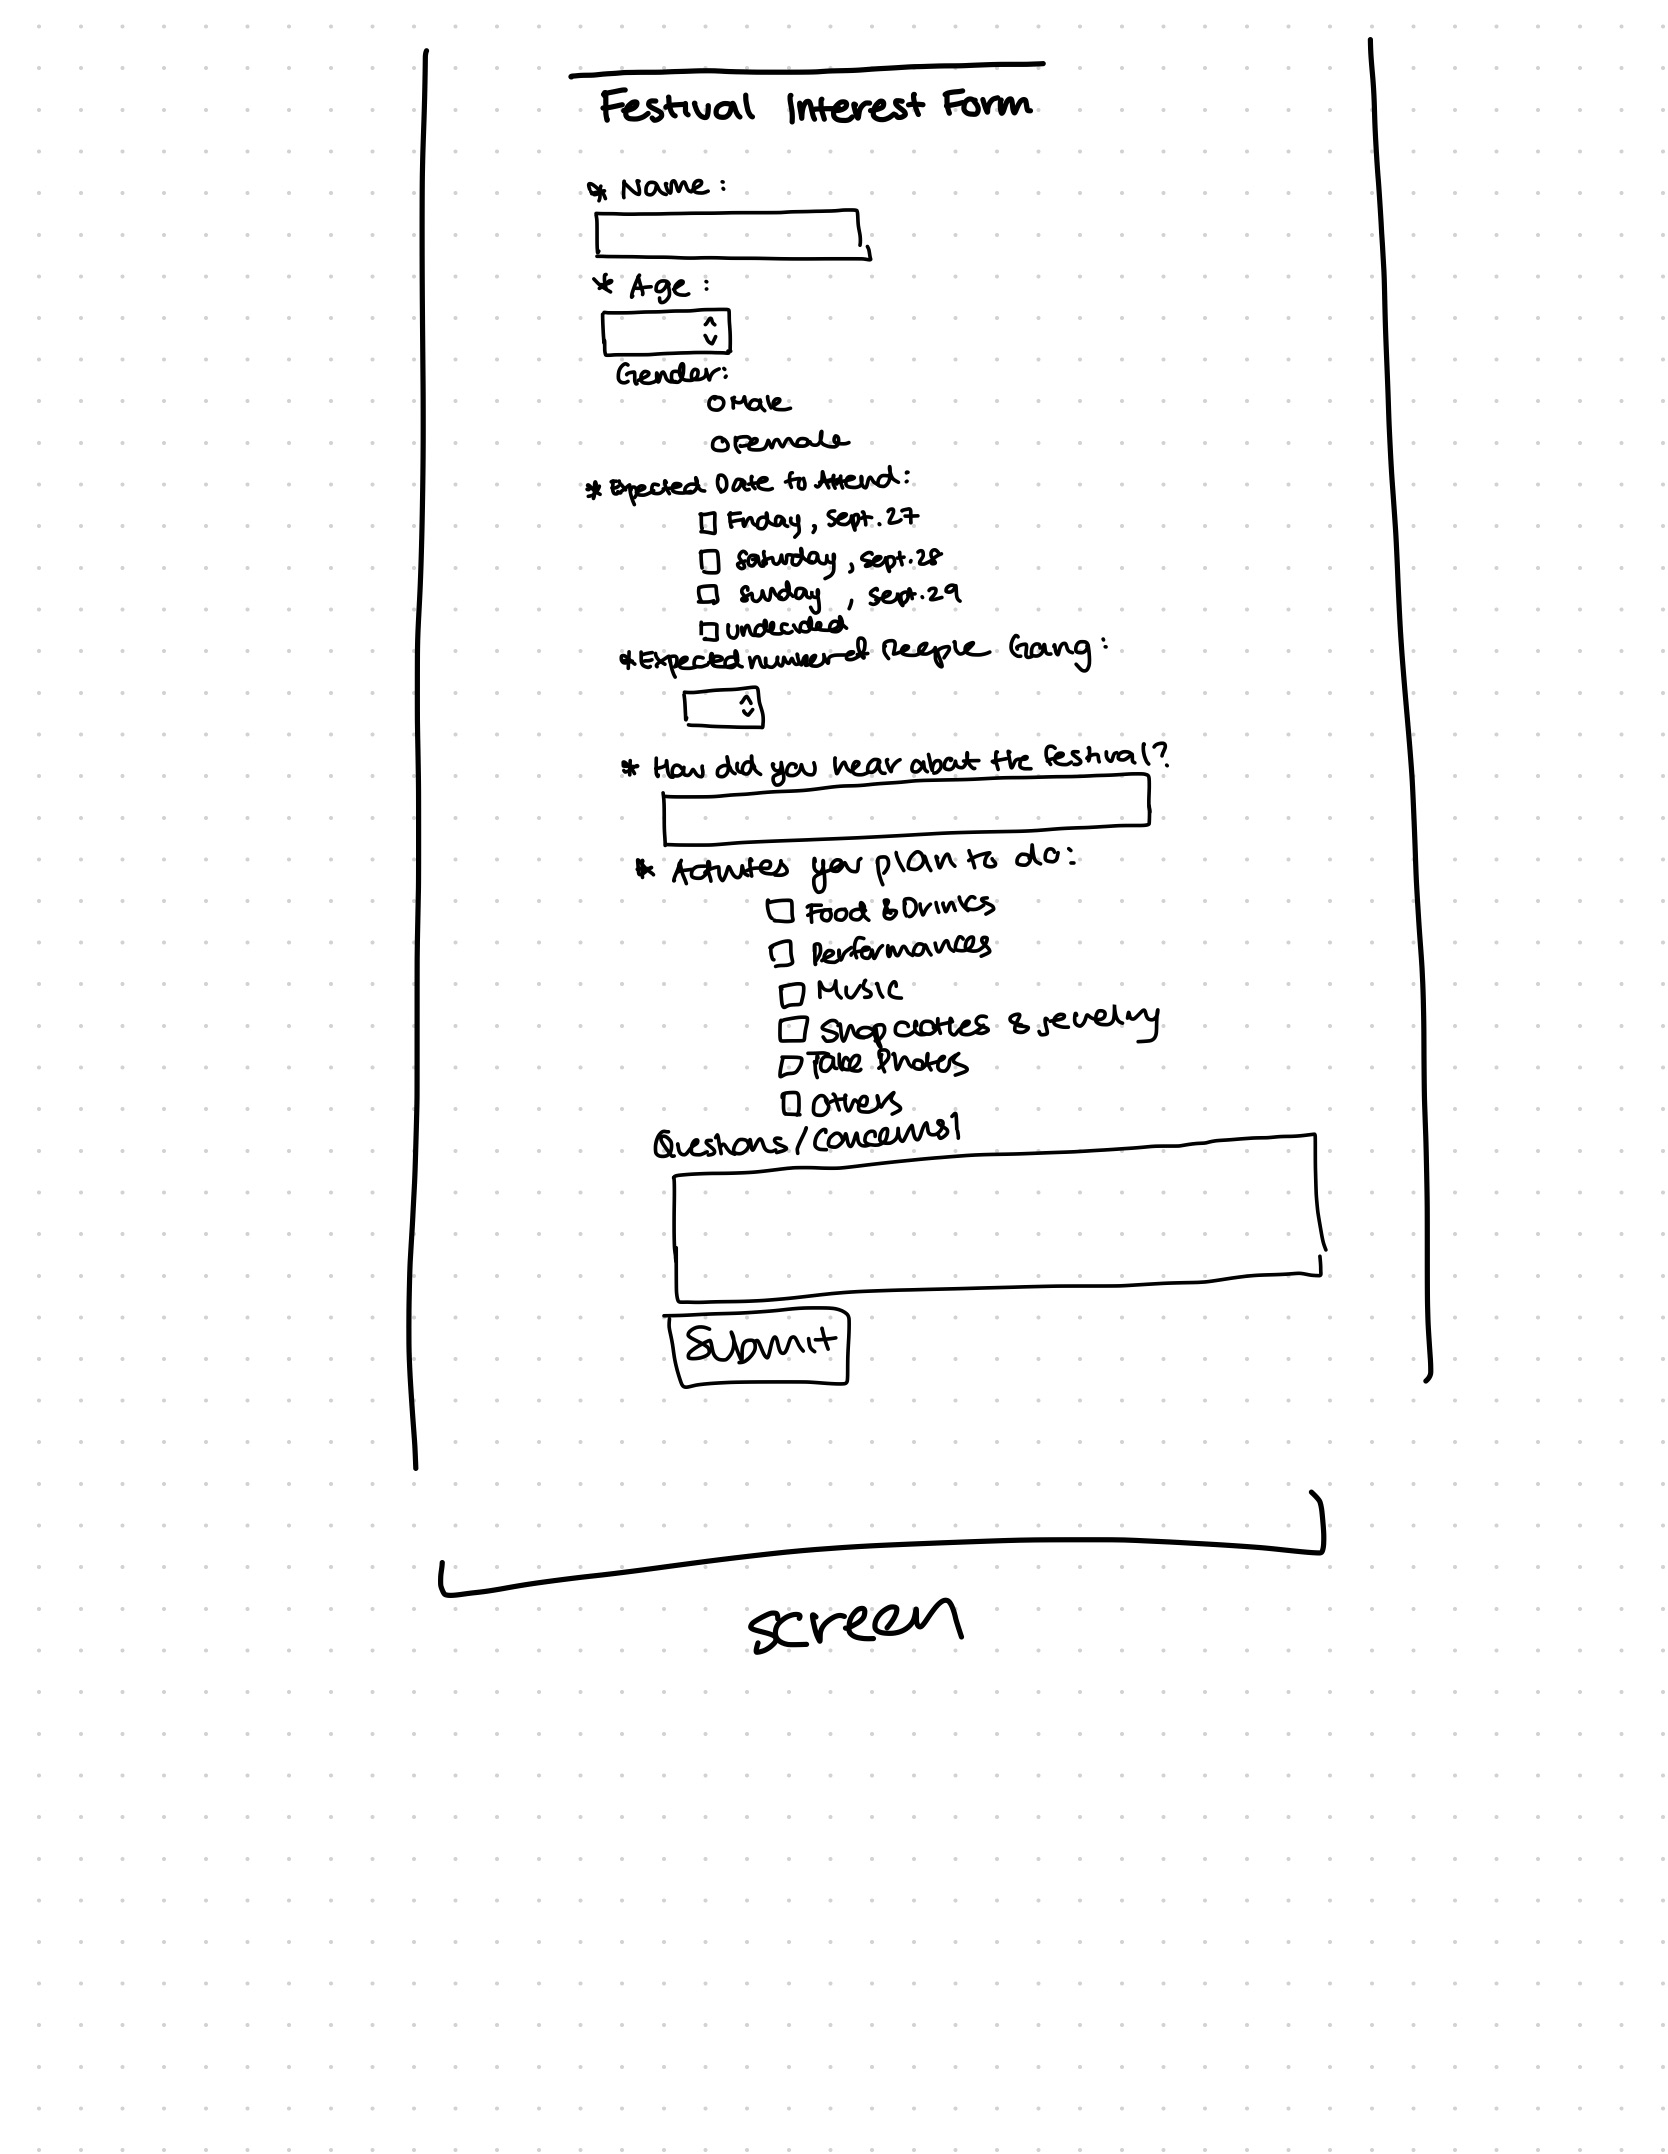 Festival Interest Form
* Name:
* Age:
Gender:
Male
Female
* Expected Date to Attend:
Friday, Sept. 27
Saturday, Sept. 28
Sunday, Sept. 29
undecided
* Expected number of People Going:
* How did you hear about the festival?
* Activites you plan to do:
Food & Drinks
Performances
Music
Shop clothes & jewelry
Take Photos
Others
Questions/Concerns!
Submit
screen